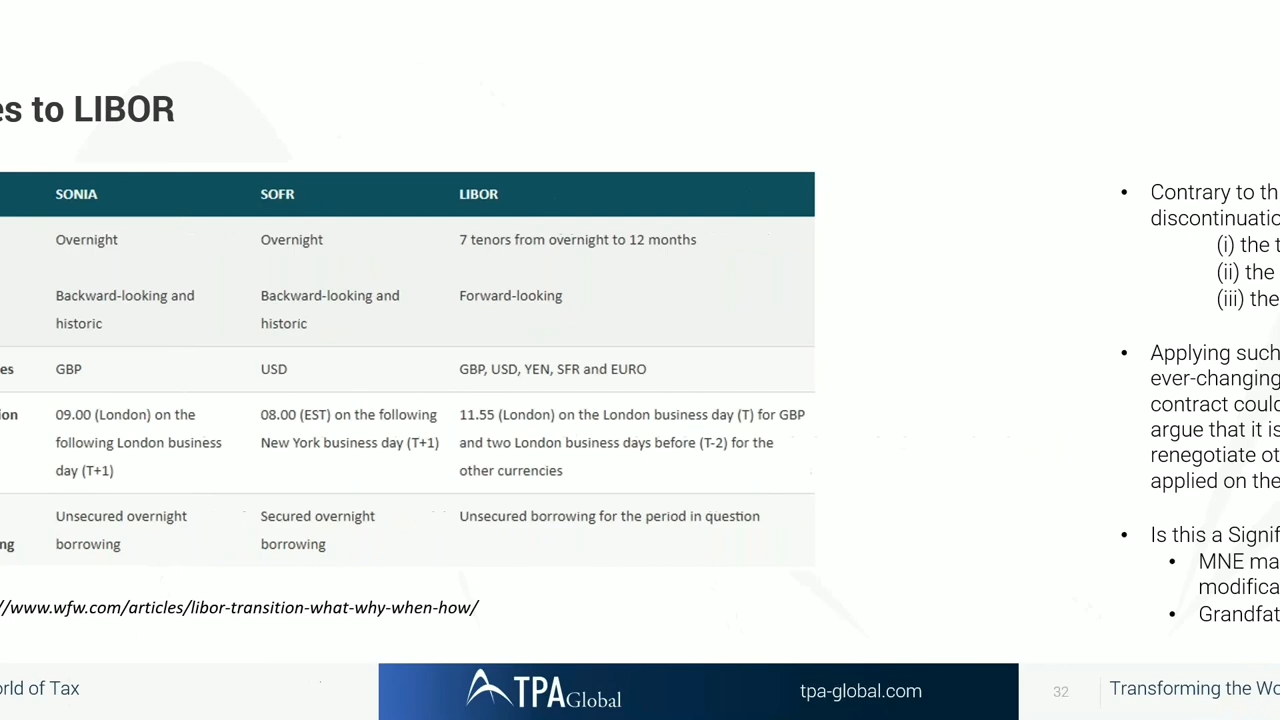 es to LIBOR
SONIA SOFR LIBOR
Overnight Overnight 7 tenors from overnight to 12 months
Backward-looking and Backward-looking and Forward-looking
historic historic
es GBP USD GBP, USD, YEN, SFR and EURO
ion 09.00 (London) on the 08.00 (EST) on the following 11.55 (London) on the London business day (T) for GBP
following London business New York business day (T+1) and two London business days before (T-2) for the
day (T+1) other currencies
Unsecured overnight Secured overnight Unsecured borrowing for the period in question
ng borrowing borrowing
//www.wfw.com/articles/libor-transition-what-why-when-how/
• Contrary to th
discontinuatio
(i) the t
(ii) the
(iii) the
• Applying such
ever-changing
contract could
argue that it is
renegotiate ot
applied on the
• Is this a Signif
• MNE ma
modifica
• Grandfat
rld of Tax
TPA Global
tpa-global.com
32
Transforming the Wo